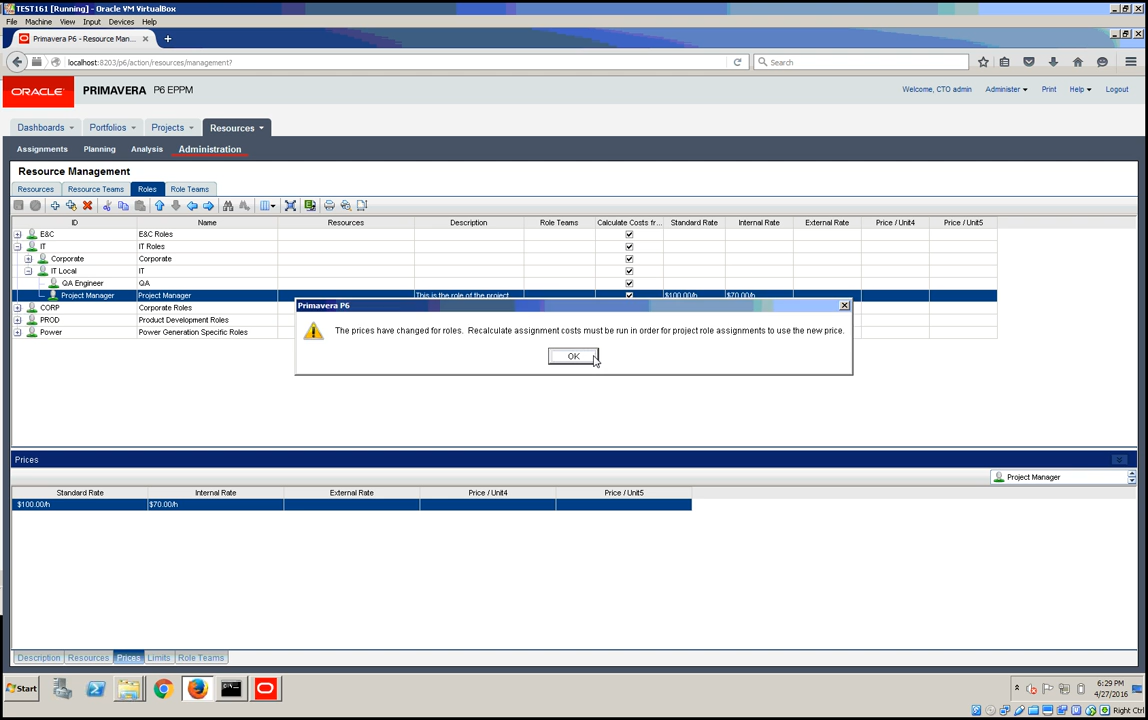 TEST161 [Running] - Oracle VM VirtualBox
File Machine View Input Devices Help
Primavera P6 - Resource Man...
localhost:8203/p6/action/resources/management?
Search
ORACLE
PRIMAVERA P6 EPPM
Welcome, CTO admin Administer Print Help Logout
Dashboards Portfolios Projects Resources
Assignments Planning Analysis Administration
Resource Management
Resources Resource Teams Roles Role Teams
ID Name Resources Description Role Teams Calculate Costs fr... Standard Rate Internal Rate External Rate Price / Unit4 Price / Unit5
E&C E&C Roles
IT IT Roles
Corporate Corporate
IT Local IT
QA Engineer QA
Project Manager Project Manager This is the role of the project $100.00/h $70.00/h
CORP Corporate Roles
PROD Product Development Roles
Power Power Generation Specific Roles
Primavera P6
The prices have changed for roles. Recalculate assignment costs must be run in order for project role assignments to use the new price.
OK
Prices
Project Manager
Standard Rate Internal Rate External Rate Price / Unit4 Price / Unit5
$100.00/h $70.00/h
Description Resources Prices Limits Role Teams
Start
6:29 PM
4/27/2016
Right Ctrl